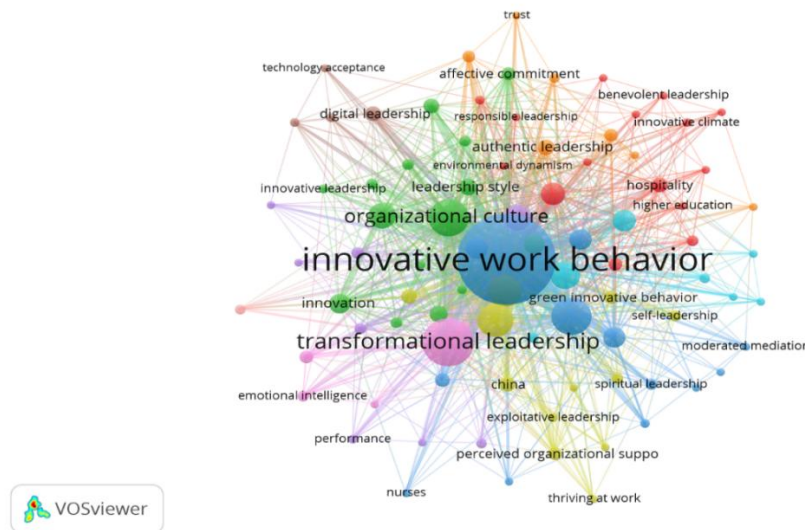 trust
technology acceptance
affective commitment
benevolent leadership
digital leadership
responsible leadership
innovative climate
authentic leadership
environmental dynamism
innovative leadership
leadership style
hospitality
higher education
organizational culture
innovative work behavior
green innovative behavior
innovation
self-leadership
transformational leadership
moderated mediation
china
spiritual leadership
emotional intelligence
exploitative leadership
performance
perceived organizational suppo
nurses
thriving at work
VOSviewer